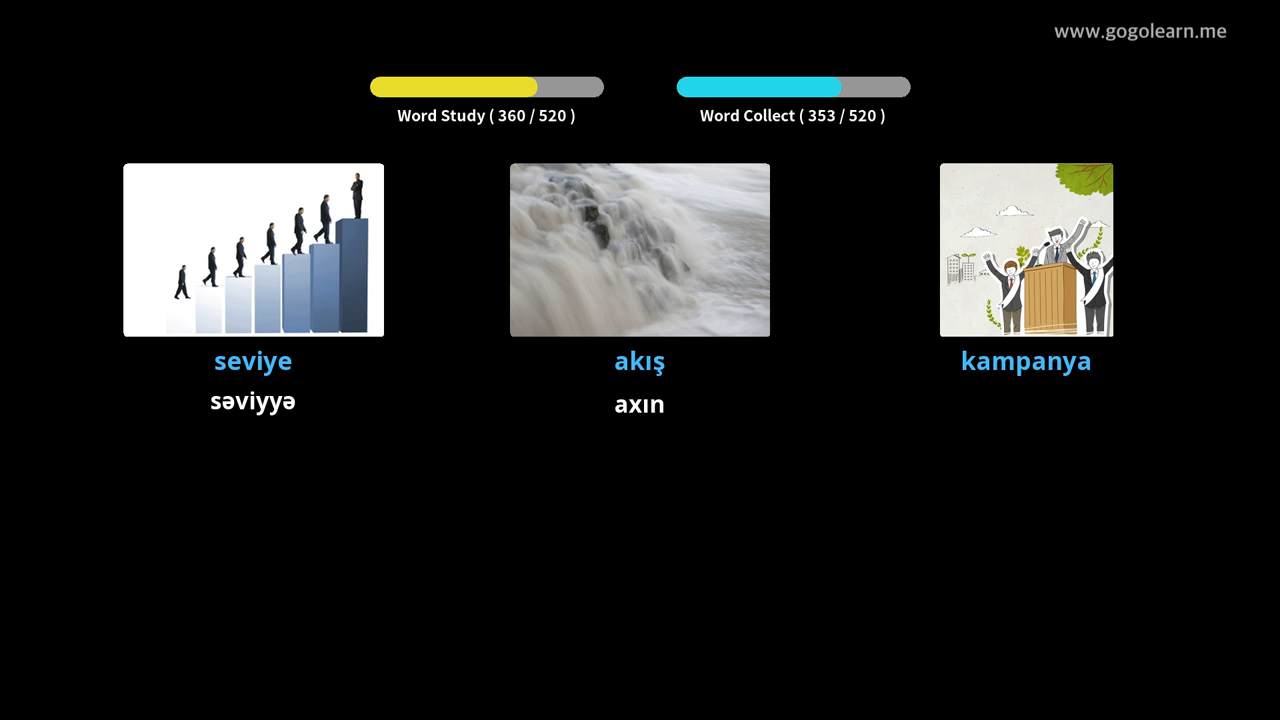 www.gogolearn.me
Word Study ( 360 / 520 )
Word Collect ( 353 / 520 )
seviye
səviyyə
akış
axın
kampanya